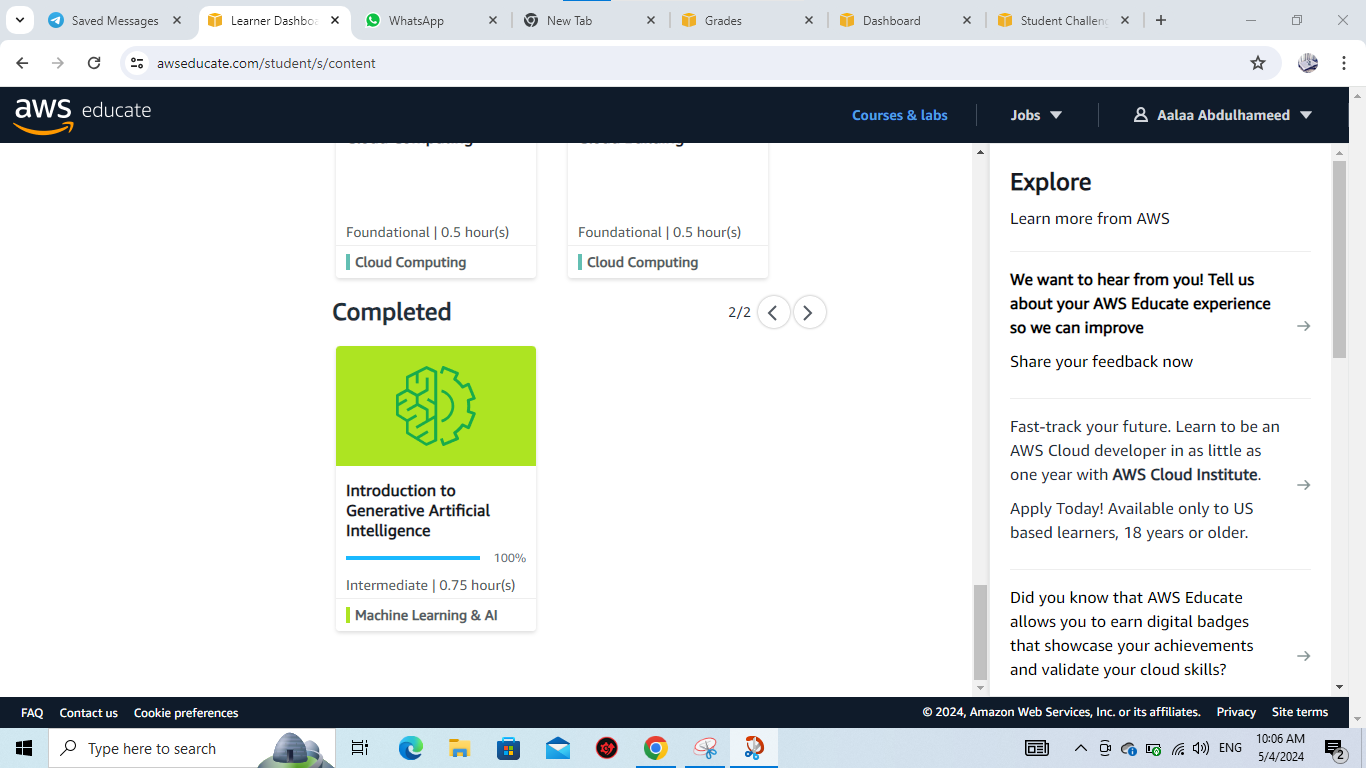 Saved Messages
Learner Dashboa
WhatsApp
New Tab
Grades
Dashboard
Student Challeng
awseducate.com/student/s/content
aws educate
Courses & labs
Jobs
Aalaa Abdulhameed
Foundational | 0.5 hour(s)
Cloud Computing
Foundational | 0.5 hour(s)
Cloud Computing
Completed
2/2
Introduction to
Generative Artificial
Intelligence
100%
Intermediate | 0.75 hour(s)
Machine Learning & AI
Explore
Learn more from AWS
We want to hear from you! Tell us
about your AWS Educate experience
so we can improve
Share your feedback now
Fast-track your future. Learn to be an
AWS Cloud developer in as little as
one year with AWS Cloud Institute.
Apply Today! Available only to US
based learners, 18 years or older.
Did you know that AWS Educate
allows you to earn digital badges
that showcase your achievements
and validate your cloud skills?
FAQ
Contact us
Cookie preferences
© 2024, Amazon Web Services, Inc. or its affiliates.
Privacy
Site terms
Type here to search
ENG
10:06 AM
5/4/2024
2